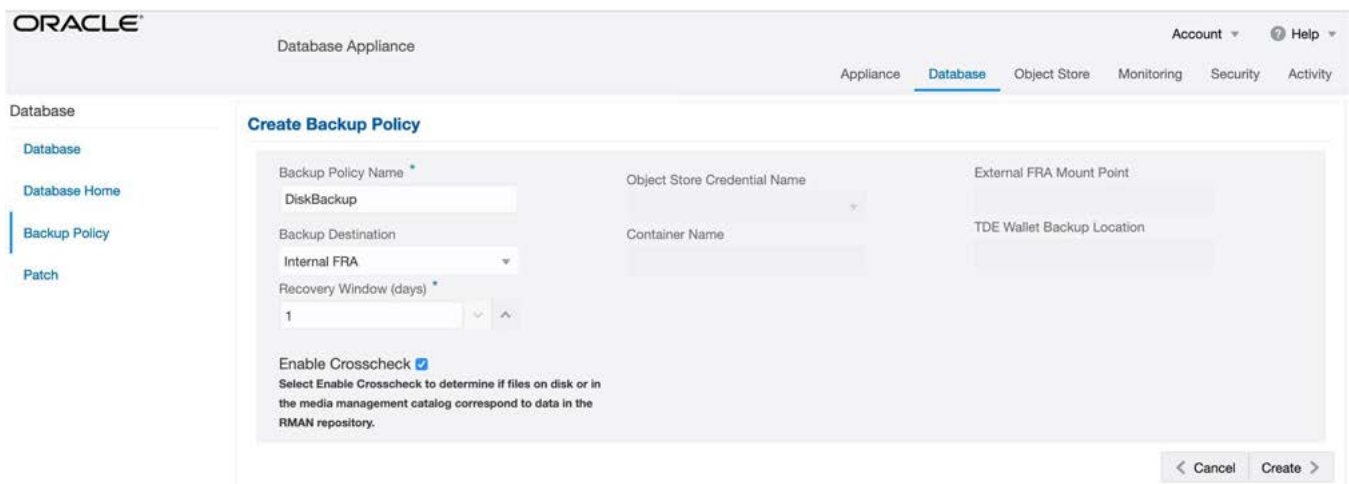 ORACLE
Database Appliance
Account
Help
Appliance
Database
Object Store
Monitoring
Security
Activity
Database
Database
Database Home
Backup Policy
Patch
Create Backup Policy
Backup Policy Name *
DiskBackup
Backup Destination
Internal FRA
Recovery Window (days) *
1
Enable Crosscheck
Select Enable Crosscheck to determine if files on disk or in
the media management catalog correspond to data in the
RMAN repository.
Object Store Credential Name
Container Name
External FRA Mount Point
TDE Wallet Backup Location
Cancel
Create